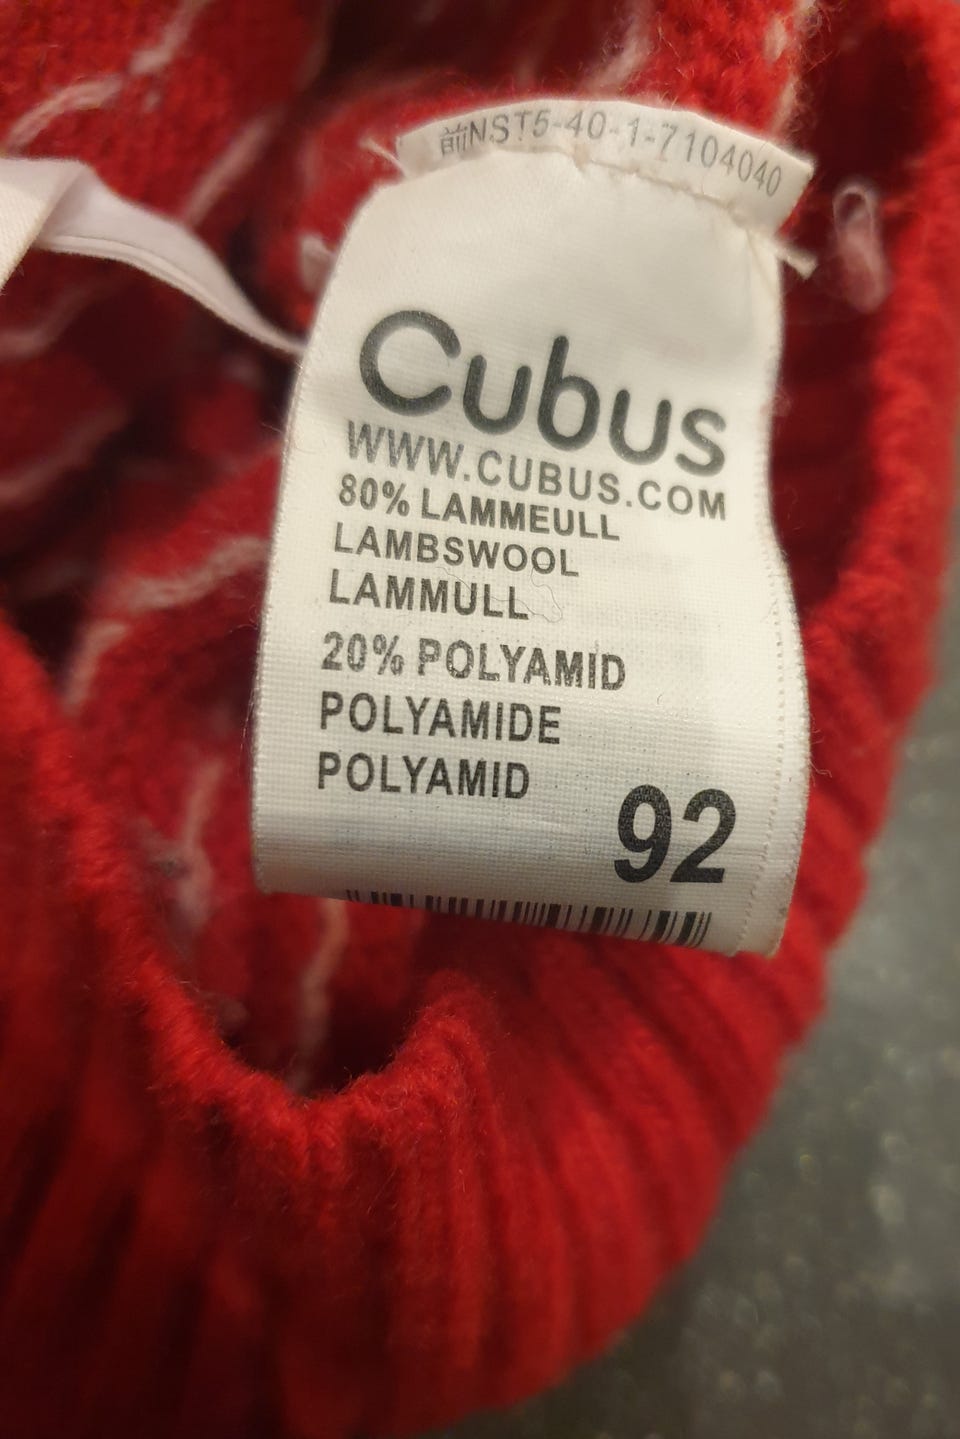 前INST5-40-1-7104040
Cubus
WWW.CUBUS.COM
80% LAMMEULL
LAMBSWOOL
LAMMULL
20% POLYAMID
POLYAMIDE
POLYAMID
92